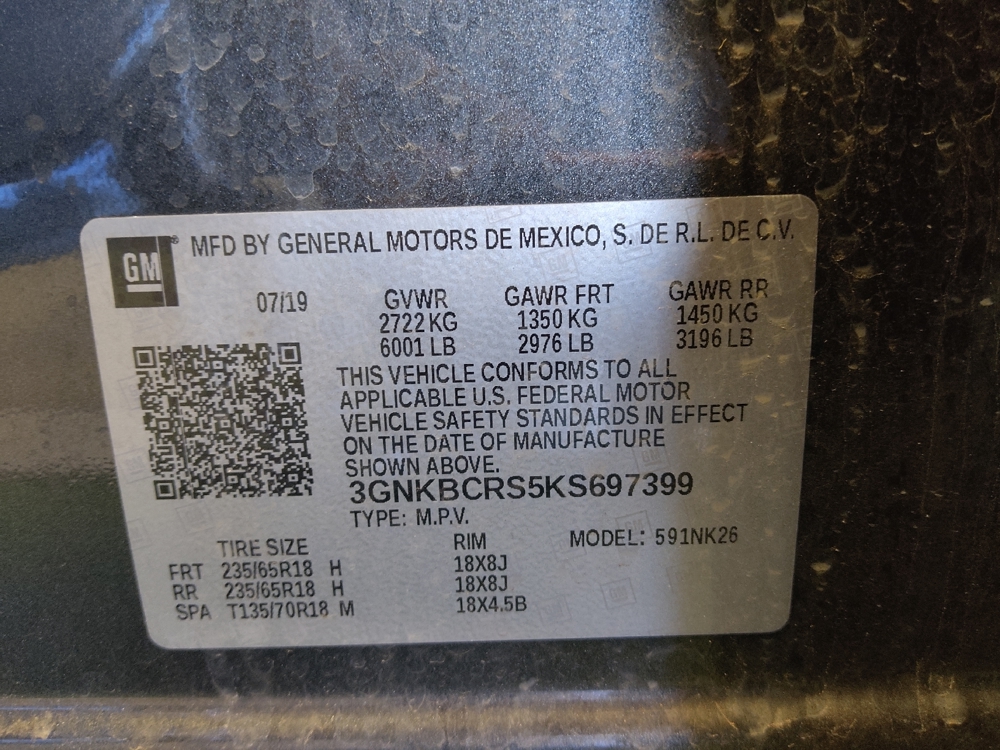 GM® MFD BY GENERAL MOTORS DE MEXICO, S. DE R.L. DE C.V.
07/19 GVWR GAWR FRT GAWR RR
2722 KG 1350 KG 1450 KG
6001 LB 2976 LB 3196 LB
THIS VEHICLE CONFORMS TO ALL
APPLICABLE U.S. FEDERAL MOTOR
VEHICLE SAFETY STANDARDS IN EFFECT
ON THE DATE OF MANUFACTURE
SHOWN ABOVE.
3GNKBCRS5KS697399
TYPE: M.P.V.
TIRE SIZE RIM MODEL: 591NK26
FRT 235/65R18 H 18X8J
RR 235/65R18 H 18X8J
SPA T135/70R18 M 18X4.5B